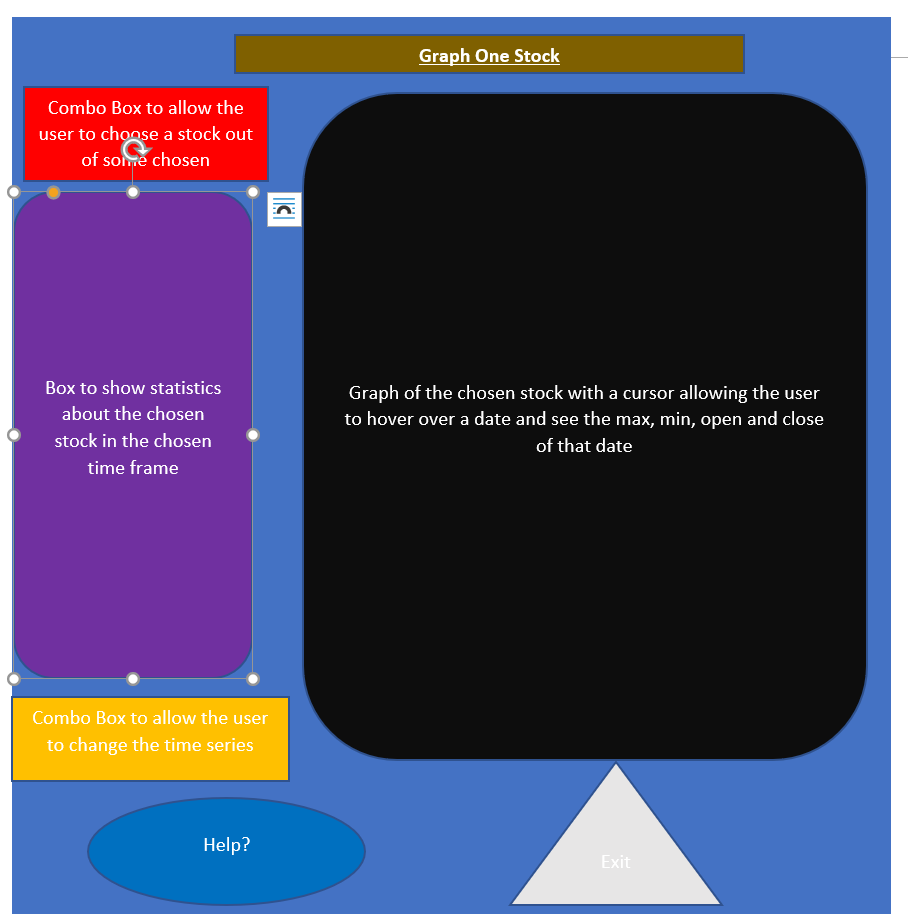 Graph One Stock
Combo Box to allow the
user to choose a stock out
of some chosen
Box to show statistics
about the chosen
stock in the chosen
time frame
Graph of the chosen stock with a cursor allowing the user
to hover over a date and see the max, min, open and close
of that date
Combo Box to allow the user
to change the time series
Help?
Exit